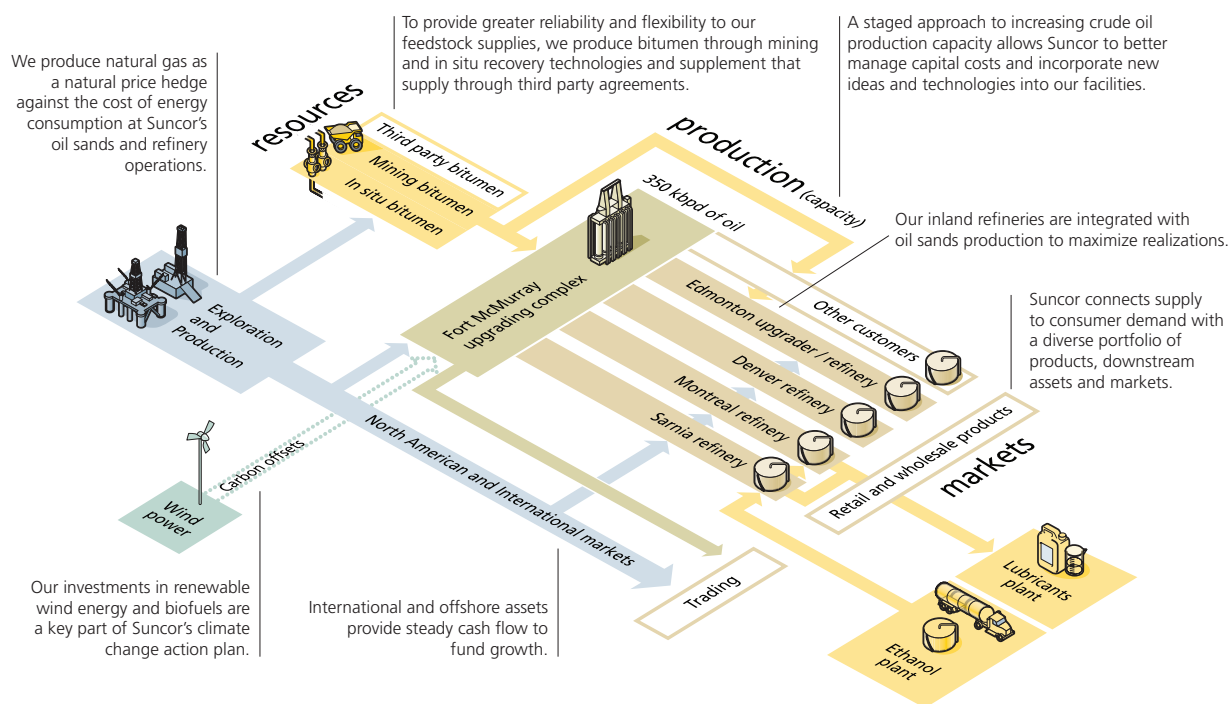 To provide greater reliability and flexibility to our
feedstock supplies, we produce bitumen through mining
and in situ recovery technologies and supplement that
supply through third party agreements.
A staged approach to increasing crude oil
production capacity allows Suncor to better
manage capital costs and incorporate new
ideas and technologies into our facilities.
We produce natural gas as
a natural price hedge
against the cost of energy
consumption at Suncor’s
oil sands and refinery
operations.
resources
Third party bitumen
Mining bitumen
In situ bitumen
production (capacity)
350 kbpd of oil
Our inland refineries are integrated with
oil sands production to maximize realizations.
Fort McMurray
upgrading complex
Other customers
Edmonton upgrader / refinery
Denver refinery
Montreal refinery
Sarnia refinery
Suncor connects supply
to consumer demand with
a diverse portfolio of
products, downstream
assets and markets.
Exploration
and
Production
North American and International markets
Carbon offsets
Wind
power
Retail and wholesale products
markets
Trading
Lubricants
plant
Ethanol
plant
Our investments in renewable
wind energy and biofuels are
a key part of Suncor’s climate
change action plan.
International and offshore assets
provide steady cash flow to
fund growth.